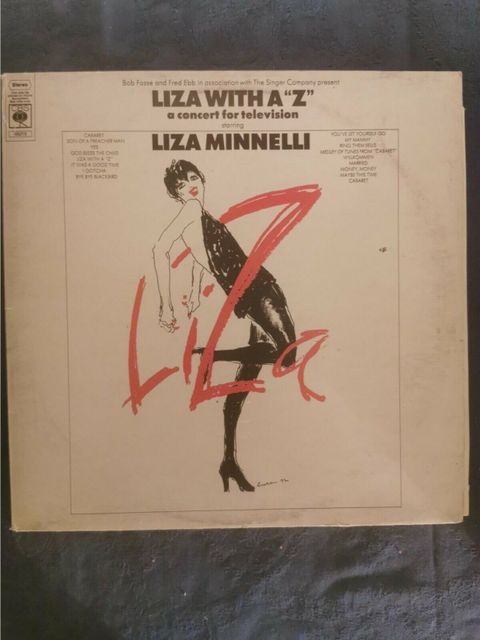 Stereo
CBS
Bob Fosse and Fred Ebb in association with The Singer Company present
LIZA WITH A "Z"
a concert for television
starring
LIZA MINNELLI
CABARET
SON OF A PREACHER MAN
YES
GOD BLESS THE CHILD
LIZA WITH A "Z"
IT WAS A GOOD TIME
I GOTCHA
BYE BYE BLACKBIRD
YOU'VE LET YOURSELF GO
MY MAMMY
RING THEM BELLS
MEDLEY OF TUNES FROM "CABARET"
WILLKOMMEN
MARRIED
MONEY, MONEY
MAYBE THIS TIME
CABARET
LiZa